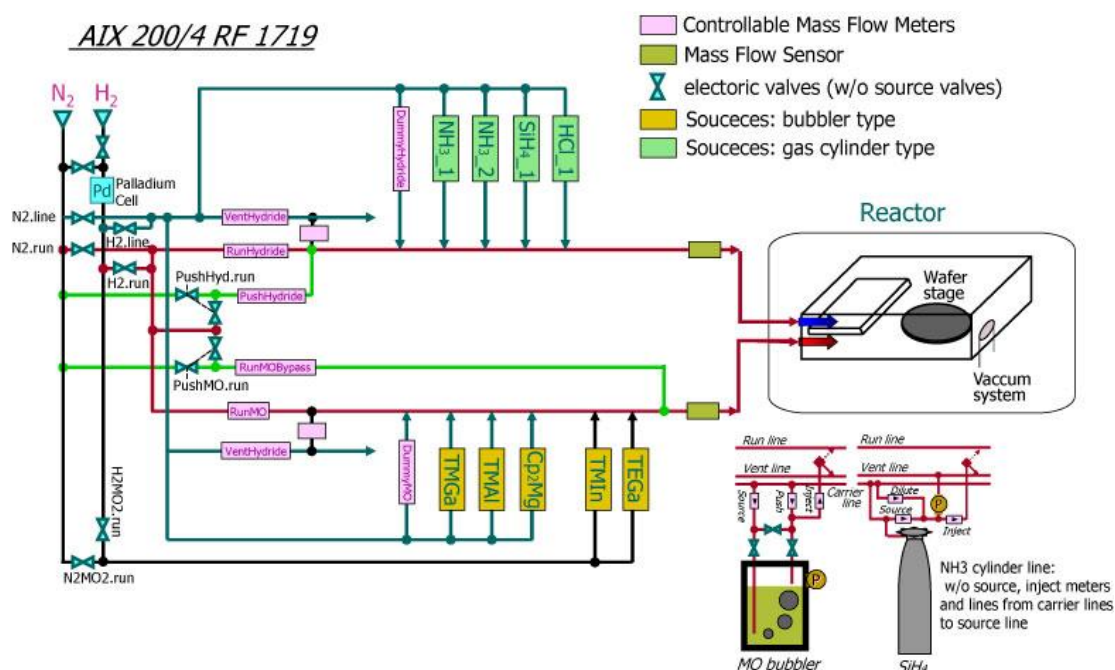 AIX 200/4 RF 1719
Controllable Mass Flow Meters
Mass Flow Sensor
electoric valves (w/o source valves)
Souceces: bubbler type
Souceces: gas cylinder type
N2
H2
Pd
Palladium
Cell
DummyHydride
NH3_1
NH3_2
SiH4_1
HCl_1
N2.line
H2.line
VentHydride
N2.run
H2.run
RunHydride
PushHyd.run
PushHydride
PushMO.run
RunMOBypass
RunMO
VentHydride
DummyMO
TMGa
TMAl
Cp2Mg
TMIn
TEGa
H2MO2.run
N2MO2.run
Reactor
Wafer
stage
Vaccum
system
Run line
Vent line
Source
Push
Inject
Carrier
line
P
MO bubbler
Run line
Vent line
Dilute
Source
P
Inject
SiH4
NH3 cylinder line:
w/o source, inject meters
and lines from carrier lines
to source line